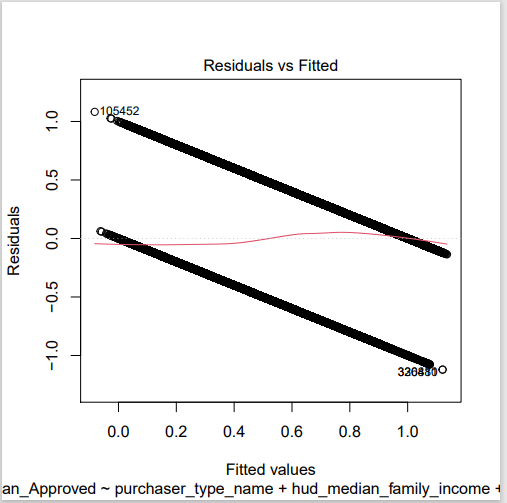 Residuals vs Fitted
105452
1.0
0.5
0.0
−0.5
−1.0
Residuals
0.0 0.2 0.4 0.6 0.8 1.0
Fitted values
an_Approved ~ purchaser_type_name + hud_median_family_income +